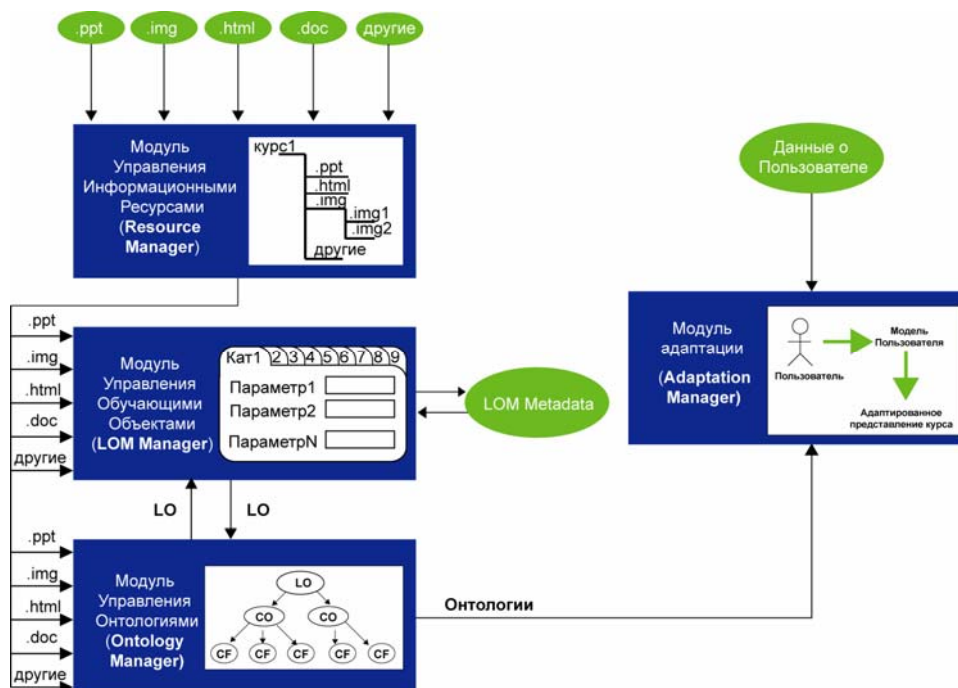 .ppt
.img
.html
.doc
другие
Модуль
Управления
Информационными
Ресурсами
(Resource
Manager)
курс1
.ppt
.html
.img
.img1
.img2
другие
Данные о
Пользователе
.ppt
.img
.html
.doc
другие
Модуль
Управления
Обучающими
Объектами
(LOM Manager)
Кат1 2 3 4 5 6 7 8 9
Параметр1
Параметр2
ПараметрN
LOM Metadata
Модуль
адаптации
(Adaptation
Manager)
Пользователь
Модель
Пользователя
Адаптированное
представление курса
LO
LO
.ppt
.img
.html
.doc
другие
Модуль
Управления
Онтологиями
(Ontology
Manager)
LO
CO CO
CF CF CF CF CF
Онтологии